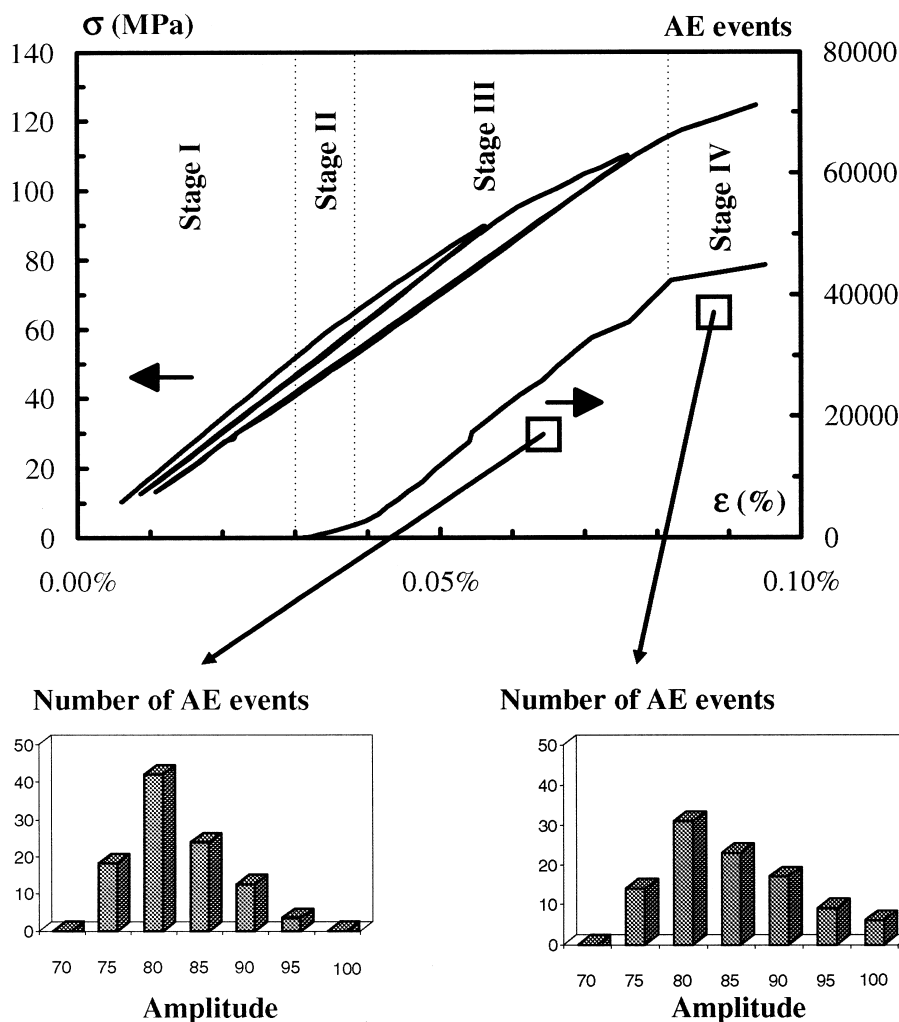 σ (MPa)
AE events
140
120
100
80
60
40
20
0
80000
60000
40000
20000
0
Stage I
Stage II
Stage III
Stage IV
ε (%)
0.00%
0.05%
0.10%
Number of AE events
50
40
30
20
10
0
70 75 80 85 90 95 100
Amplitude
Number of AE events
50
40
30
20
10
0
70 75 80 85 90 95 100
Amplitude